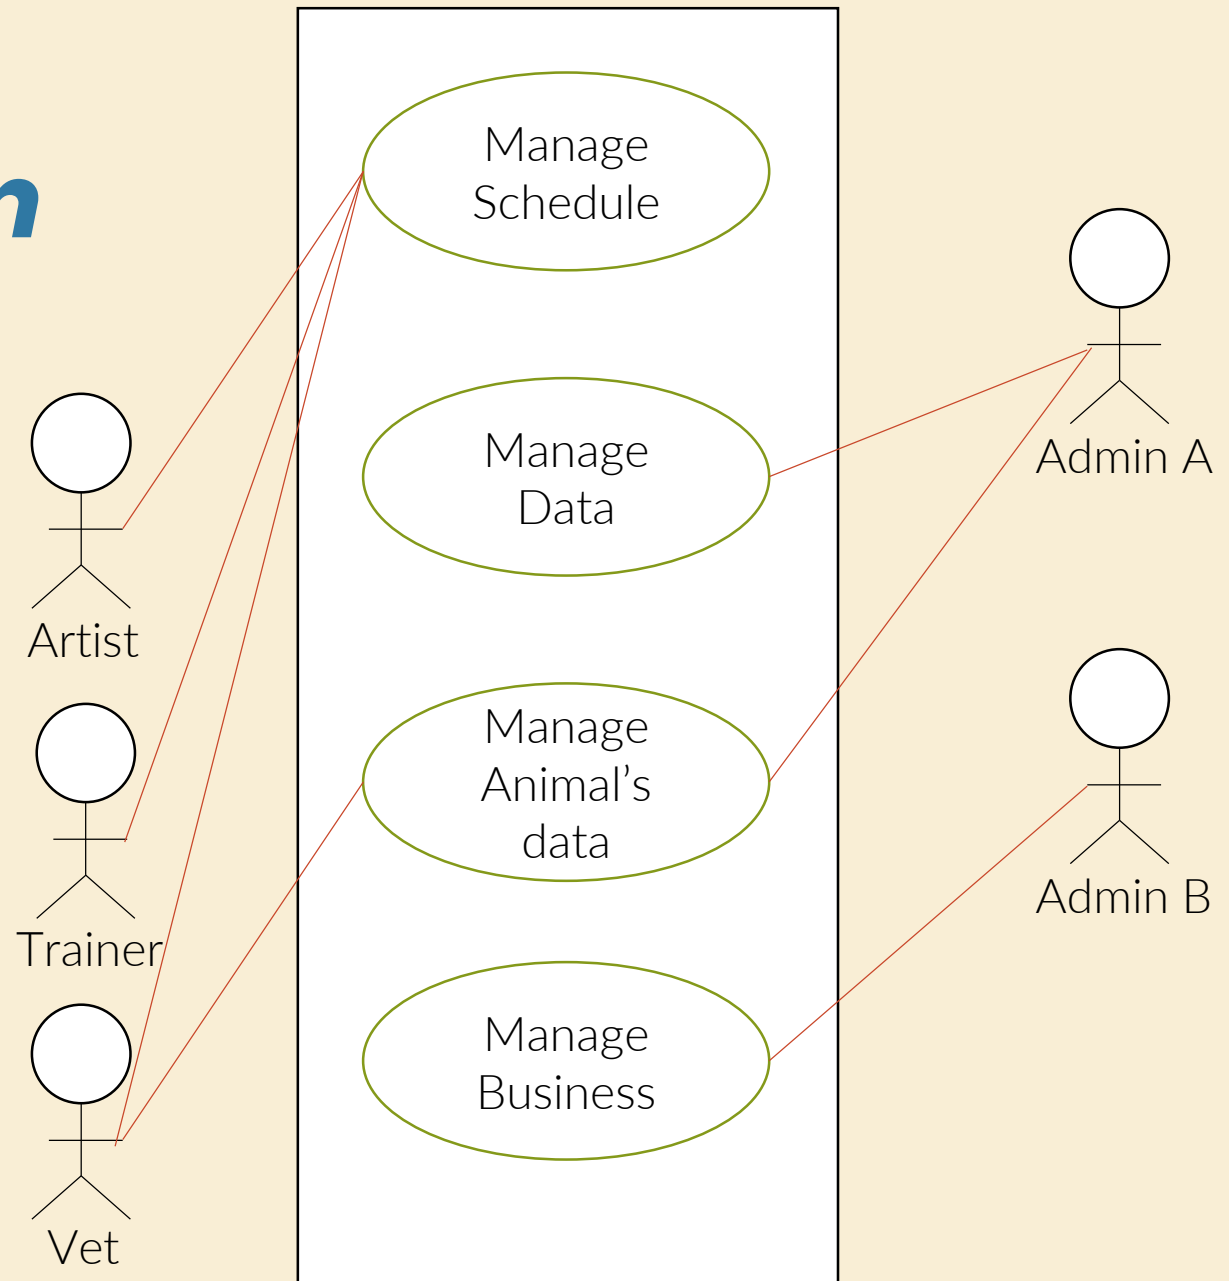 n
Manage
Schedule
Manage
Data
Manage
Animal’s
data
Manage
Business
Artist
Trainer
Vet
Admin A
Admin B